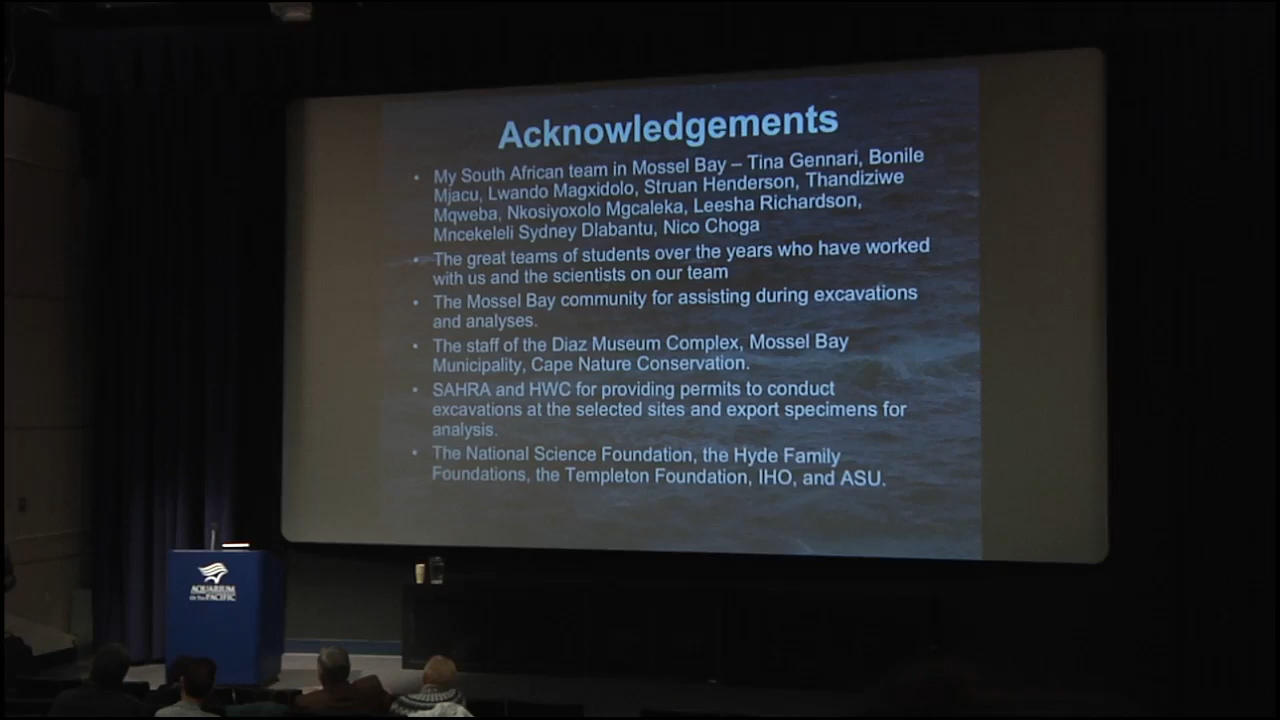 Acknowledgements
• My South African team in Mossel Bay – Tina Gennari, Bonile
Mjacu, Lwando Magxidolo, Struan Henderson, Thandiziwe
Mqweba, Nkosiyoxolo Mgcaleka, Leesha Richardson,
Mncekeleli Sydney Dlabantu, Nico Choga
• The great teams of students over the years who have worked
with us and the scientists on our team
• The Mossel Bay community for assisting during excavations
and analyses.
• The staff of the Diaz Museum Complex, Mossel Bay
Municipality, Cape Nature Conservation.
• SAHRA and HWC for providing permits to conduct
excavations at the selected sites and export specimens for
analysis.
• The National Science Foundation, the Hyde Family
Foundations, the Templeton Foundation, IHO, and ASU.
AQUARIUM
OF THE PACIFIC